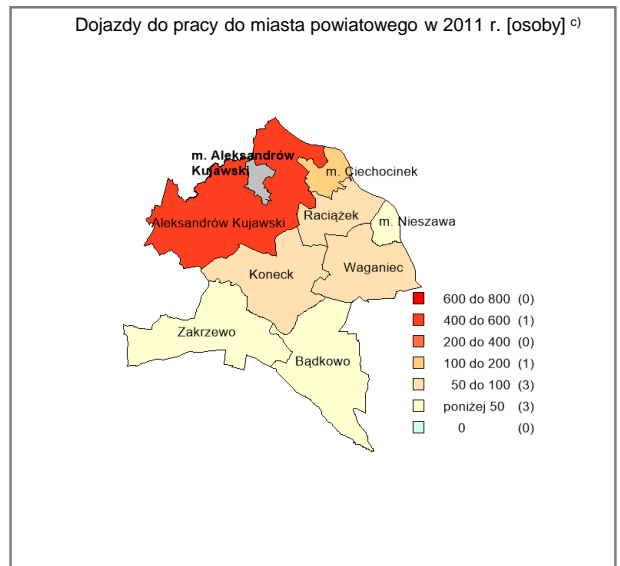 Dojazdy do pracy do miasta powiatowego w 2011 r. [osoby] c)
m. Aleksandrów
Kujawski
m. Ciechocinek
Aleksandrów Kujawski
Raciążek
m. Nieszawa
Koneck
Waganiec
Zakrzewo
Bądkowo
600 do 800 (0)
400 do 600 (1)
200 do 400 (0)
100 do 200 (1)
50 do 100 (3)
poniżej 50 (3)
0 (0)